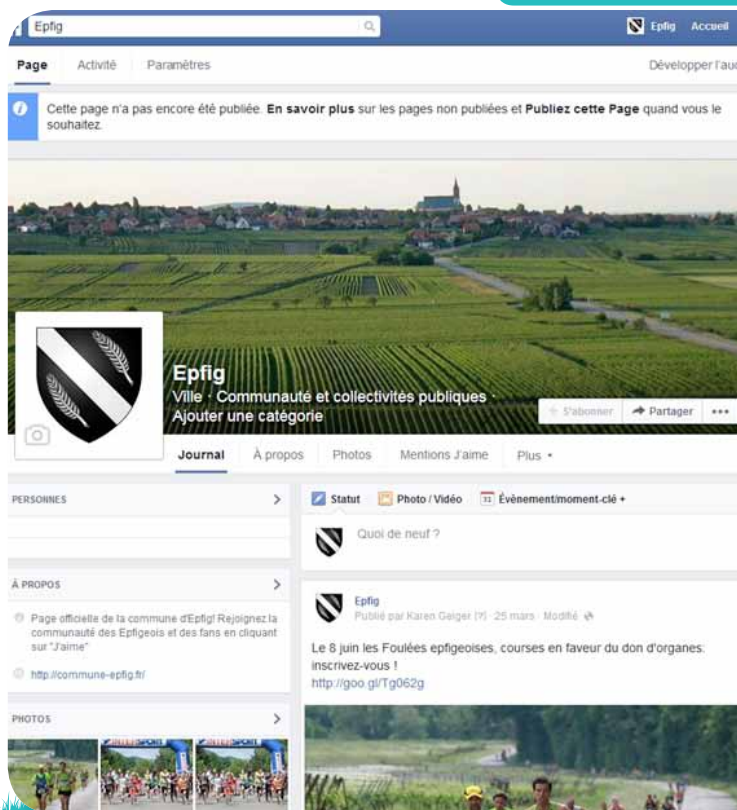 Epfig
Epfig Accueil
Page Activité Paramètres
Développer l'aud
Cette page n'a pas encore été publiée. En savoir plus sur les pages non publiées et Publiez cette Page quand vous le
souhaitez.
Epfig
Ville · Communauté et collectivités publiques ·
Ajouter une catégorie
S'abonner Partager
Journal À propos Photos Mentions J'aime Plus
PERSONNES
À PROPOS
Page officielle de la commune d'Epfig! Rejoignez la
communauté des Epfigeois et des fans en cliquant
sur "J'aime"
http://commune-epfig.fr/
PHOTOS
Statut Photo / Vidéo 31 Évènement/moment-clé +
Quoi de neuf ?
Epfig
Publié par Karen Geiger [?] · 25 mars · Modifié
Le 8 juin les Foulées epfigeoises, courses en faveur du don d'organes:
inscrivez-vous !
http://goo.gl/Tg062g